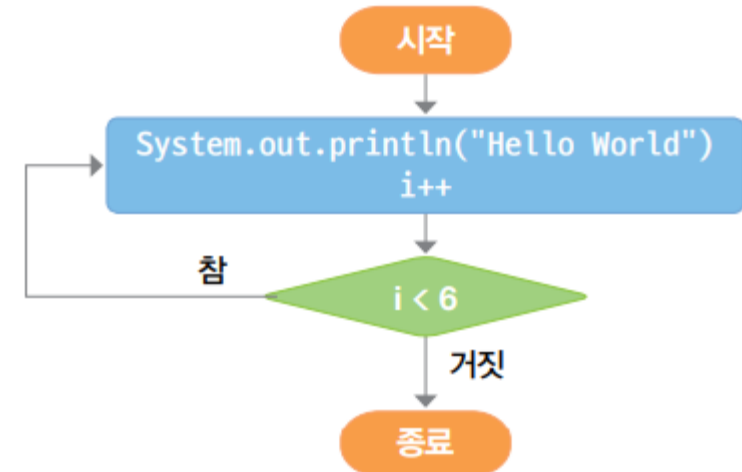 시작
System.out.println("Hello World")
i++
참
i < 6
거짓
종료